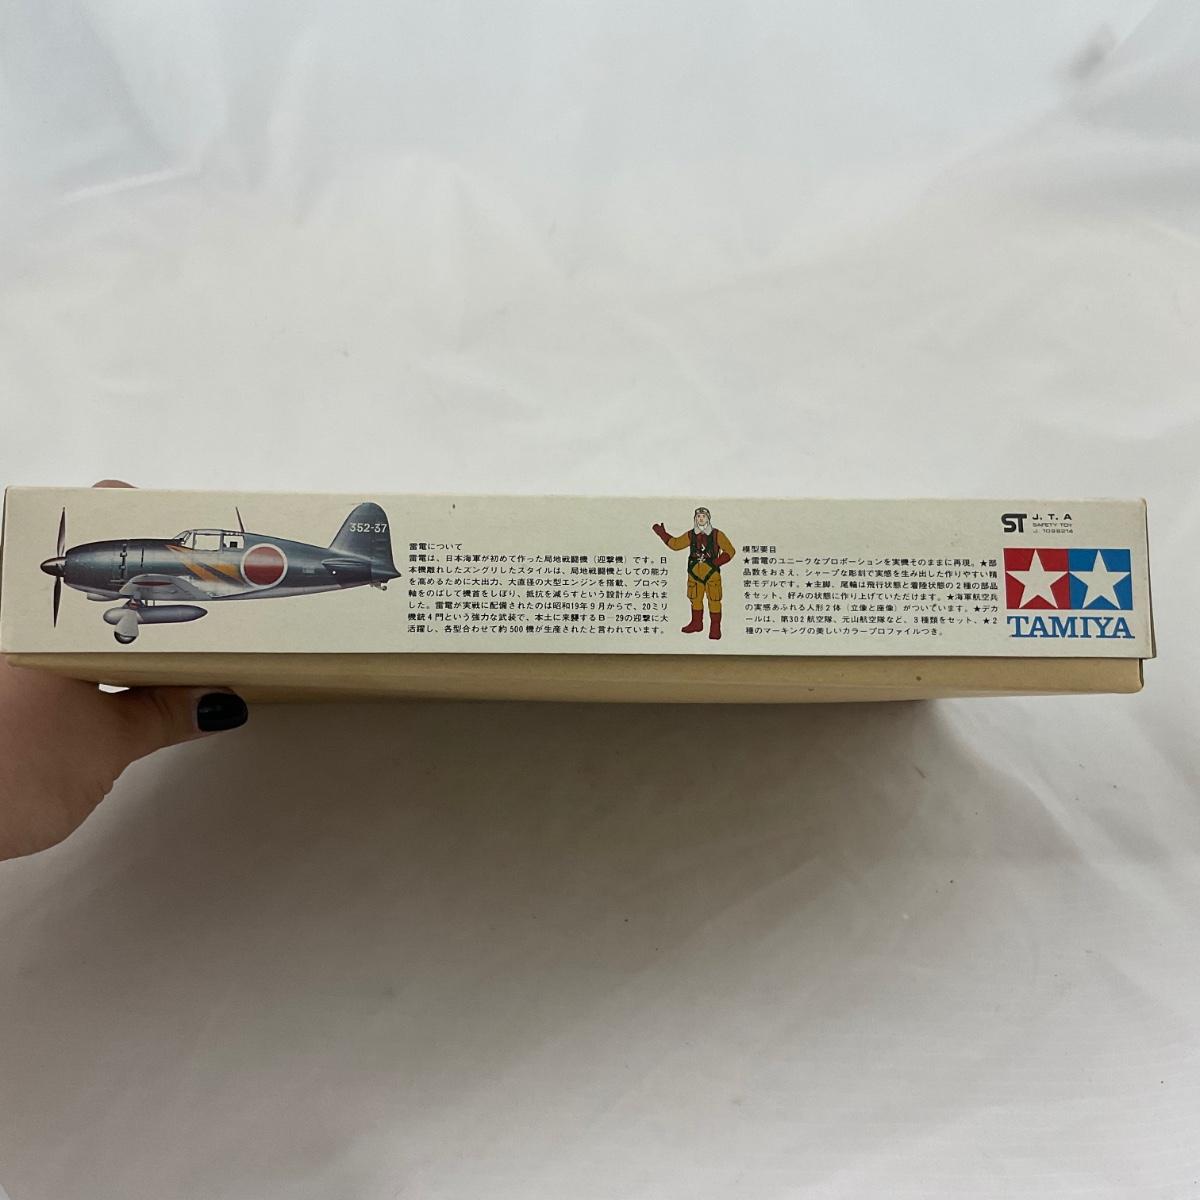 352-37
雷電について
雷電は、日本海軍が初めて作った局地戦闘機(迎撃機)です。日
本機離れしたズングリしたスタイルは、局地戦闘機としての能力
を高めるために大出力、大直径の大型エンジンを搭載、プロペラ
軸をのばして機首をしぼり、抵抗を減らすという設計から生れま
した。雷電が実戦に配備されたのは昭和19年9月からで、20ミリ
機銃4門という強力な武装で、本土に来襲するB-29の迎撃に大
活躍し、各型合わせて約500機が生産されたと言われています。
模型要目
★雷電のユニークなプロポーションを実機そのままに再現。★部
品数をおさえ、シャープな彫刻で実感を生み出した作りやすい精
密モデルです。★主脚、尾輪は飛行状態と着陸状態の2種の部品
をセット、好みの状態に作り上げていただけます。★海軍航空兵
の実感あふれる人形2体(立像と座像)がついています。★デカ
ールは、第302航空隊、元山航空隊など、3種類をセット、★2
種のマーキングの美しいカラープロファイルつき。
ST J. T. A
SAFETY TOY
J. 1098214
TAMIYA